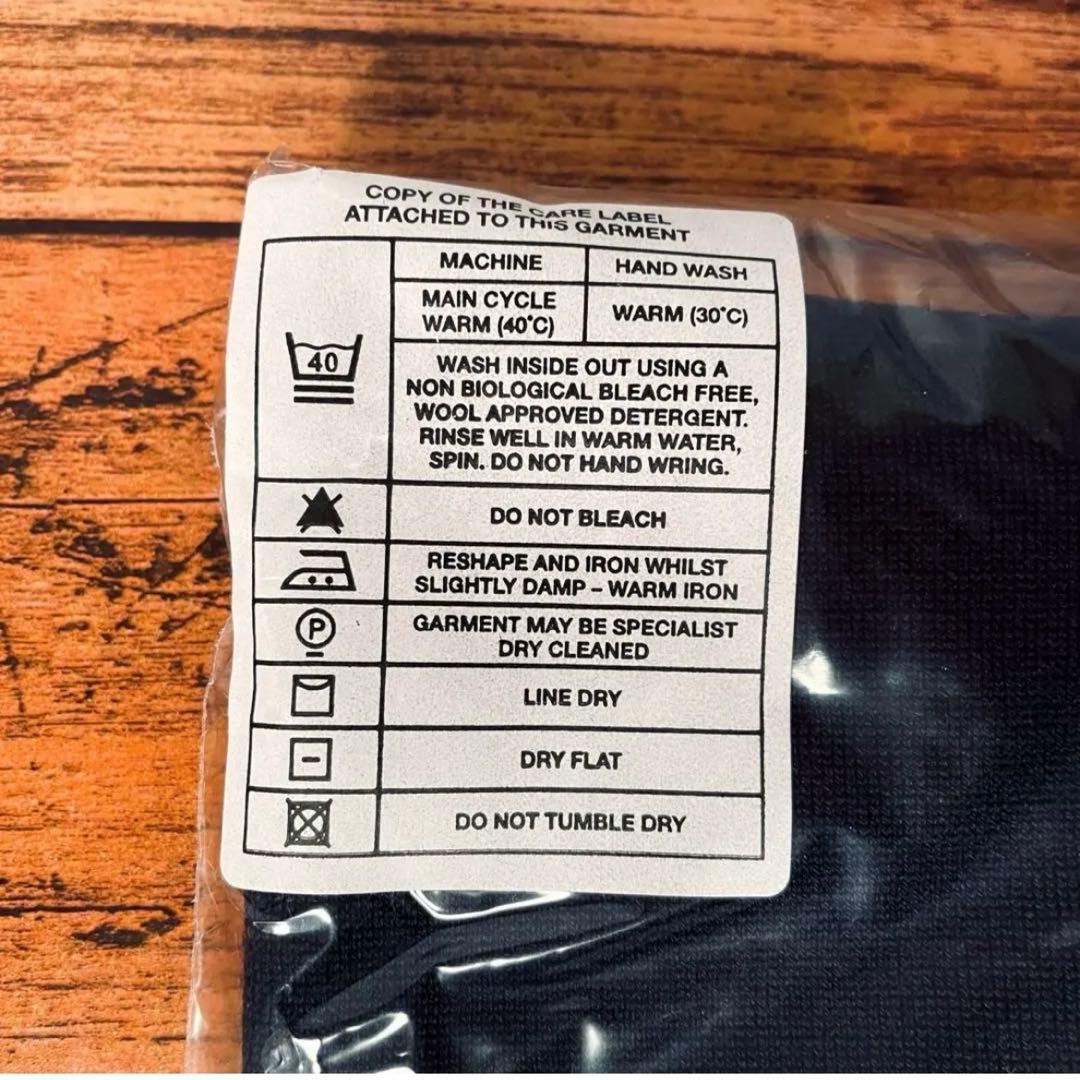 COPY OF THE CARE LABEL
ATTACHED TO THIS GARMENT
MACHINE
HAND WASH
MAIN CYCLE
WARM (40°C)
WARM (30°C)
40
WASH INSIDE OUT USING A
NON BIOLOGICAL BLEACH FREE,
WOOL APPROVED DETERGENT.
RINSE WELL IN WARM WATER,
SPIN. DO NOT HAND WRING.
DO NOT BLEACH
RESHAPE AND IRON WHILST
SLIGHTLY DAMP – WARM IRON
P
GARMENT MAY BE SPECIALIST
DRY CLEANED
LINE DRY
DRY FLAT
DO NOT TUMBLE DRY